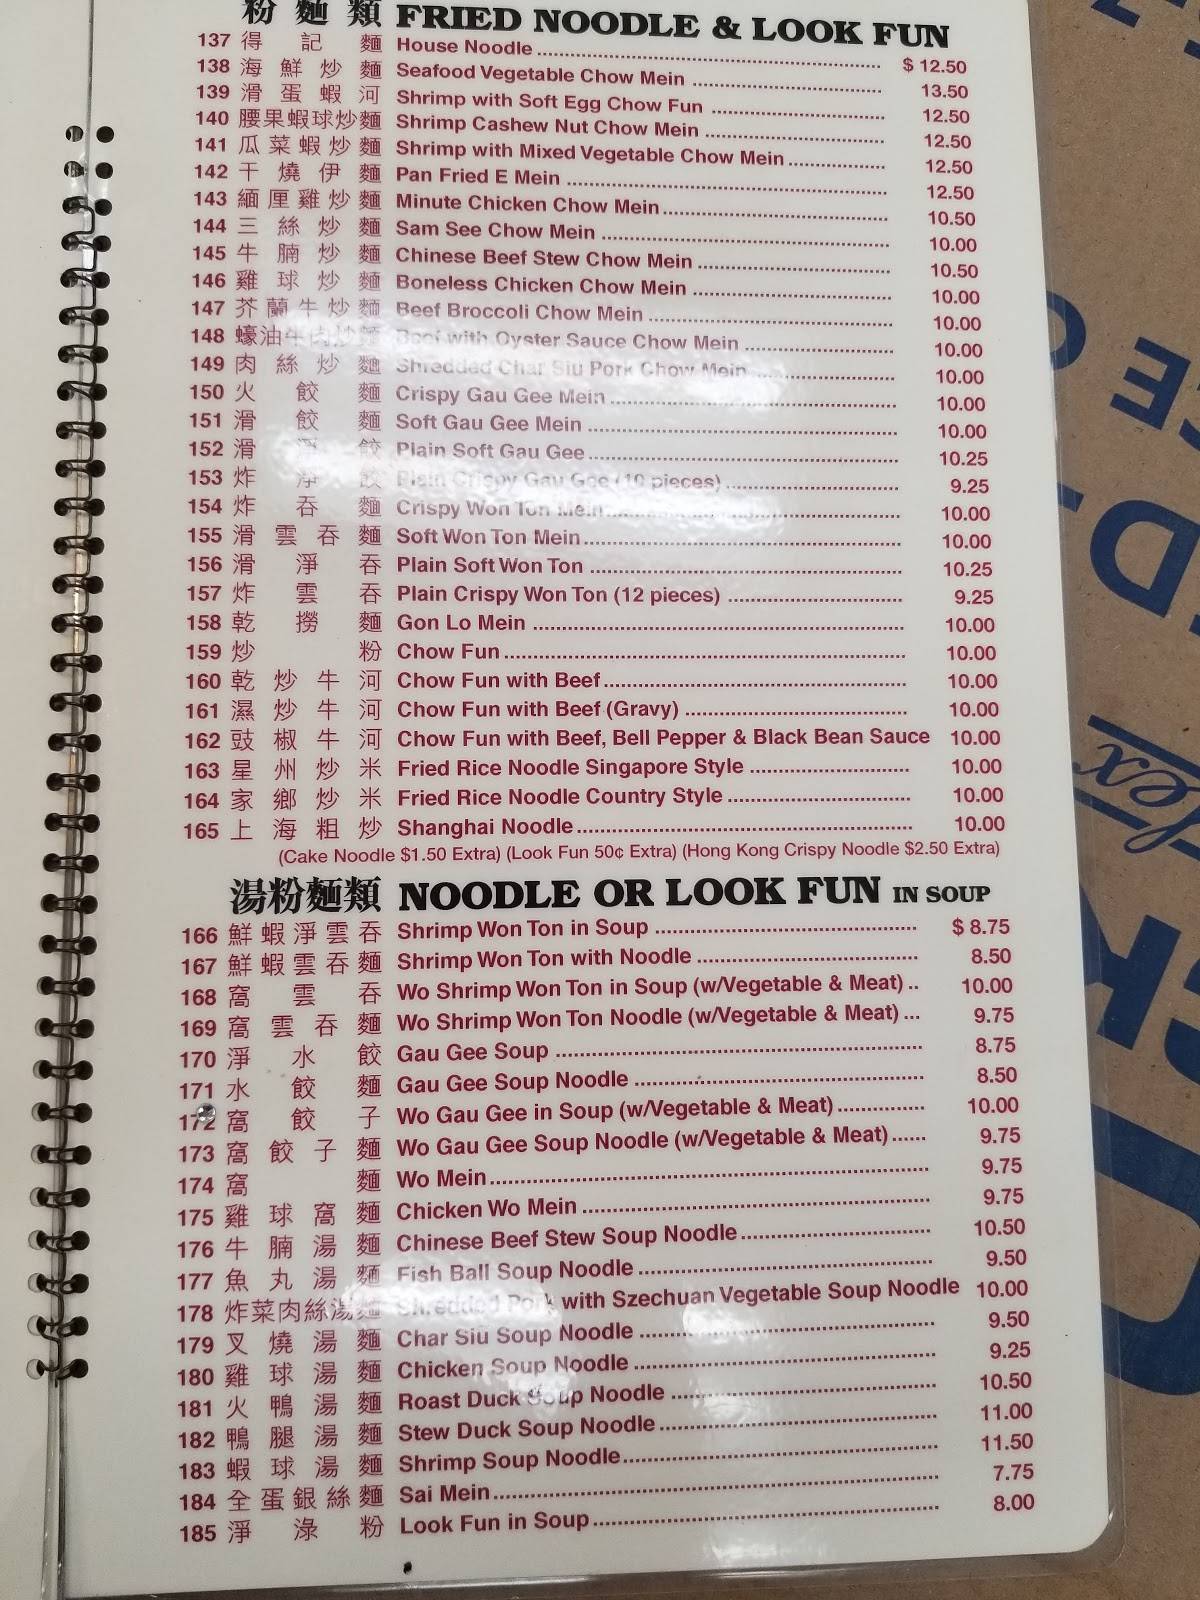 粉麵類 FRIED NOODLE & LOOK FUN
137 得記麵 House Noodle $ 12.50
138 海鮮炒麵 Seafood Vegetable Chow Mein 13.50
139 滑蛋蝦河 Shrimp with Soft Egg Chow Fun 12.50
140 腰果蝦球炒麵 Shrimp Cashew Nut Chow Mein 12.50
141 瓜菜蝦炒麵 Shrimp with Mixed Vegetable Chow Mein 12.50
142 干燒伊麵 Pan Fried E Mein 12.50
143 緬厘雞炒麵 Minute Chicken Chow Mein 10.50
144 三絲炒麵 Sam See Chow Mein 10.00
145 牛腩炒麵 Chinese Beef Stew Chow Mein 10.50
146 雞球炒麵 Boneless Chicken Chow Mein 10.00
147 芥蘭牛炒麵 Beef Broccoli Chow Mein 10.00
148 蠔油牛肉炒麵 Beef with Oyster Sauce Chow Mein 10.00
149 肉絲炒麵 Shredded Char Siu Pork Chow Mein 10.00
150 火餃麵 Crispy Gau Gee Mein 10.00
151 滑餃麵 Soft Gau Gee Mein 10.00
152 滑淨餃 Plain Soft Gau Gee 10.25
153 炸淨餃 Plain Crispy Gau Gee (10 pieces) 9.25
154 炸吞麵 Crispy Won Ton Mein 10.00
155 滑雲吞麵 Soft Won Ton Mein 10.00
156 滑淨吞 Plain Soft Won Ton 10.25
157 炸雲吞 Plain Crispy Won Ton (12 pieces) 9.25
158 乾撈麵 Gon Lo Mein 10.00
159 炒粉 Chow Fun 10.00
160 乾炒牛河 Chow Fun with Beef 10.00
161 濕炒牛河 Chow Fun with Beef (Gravy) 10.00
162 豉椒牛河 Chow Fun with Beef, Bell Pepper & Black Bean Sauce 10.00
163 星州炒米 Fried Rice Noodle Singapore Style 10.00
164 家鄉炒米 Fried Rice Noodle Country Style 10.00
165 上海粗炒 Shanghai Noodle 10.00
(Cake Noodle $1.50 Extra) (Look Fun 50¢ Extra) (Hong Kong Crispy Noodle $2.50 Extra)
湯粉麵類 NOODLE OR LOOK FUN IN SOUP
166 鮮蝦淨雲吞 Shrimp Won Ton in Soup $ 8.75
167 鮮蝦雲吞麵 Shrimp Won Ton with Noodle 8.50
168 窩雲吞 Wo Shrimp Won Ton in Soup (w/Vegetable & Meat) 10.00
169 窩雲吞麵 Wo Shrimp Won Ton Noodle (w/Vegetable & Meat) 9.75
170 淨水餃 Gau Gee Soup 8.75
171 水餃麵 Gau Gee Soup Noodle 8.50
172 窩餃子 Wo Gau Gee in Soup (w/Vegetable & Meat) 10.00
173 窩餃子麵 Wo Gau Gee Soup Noodle (w/Vegetable & Meat) 9.75
174 窩麵 Wo Mein 9.75
175 雞球窩麵 Chicken Wo Mein 9.75
176 牛腩湯麵 Chinese Beef Stew Soup Noodle 10.50
177 魚丸湯麵 Fish Ball Soup Noodle 9.50
178 炸菜肉絲湯麵 Shredded Pork with Szechuan Vegetable Soup Noodle 10.00
179 叉燒湯麵 Char Siu Soup Noodle 9.50
180 雞球湯麵 Chicken Soup Noodle 9.25
181 火鴨湯麵 Roast Duck Soup Noodle 10.50
182 鴨腿湯麵 Stew Duck Soup Noodle 11.00
183 蝦球湯麵 Shrimp Soup Noodle 11.50
184 全蛋銀絲麵 Sai Mein 7.75
185 淨淥粉 Look Fun in Soup 8.00